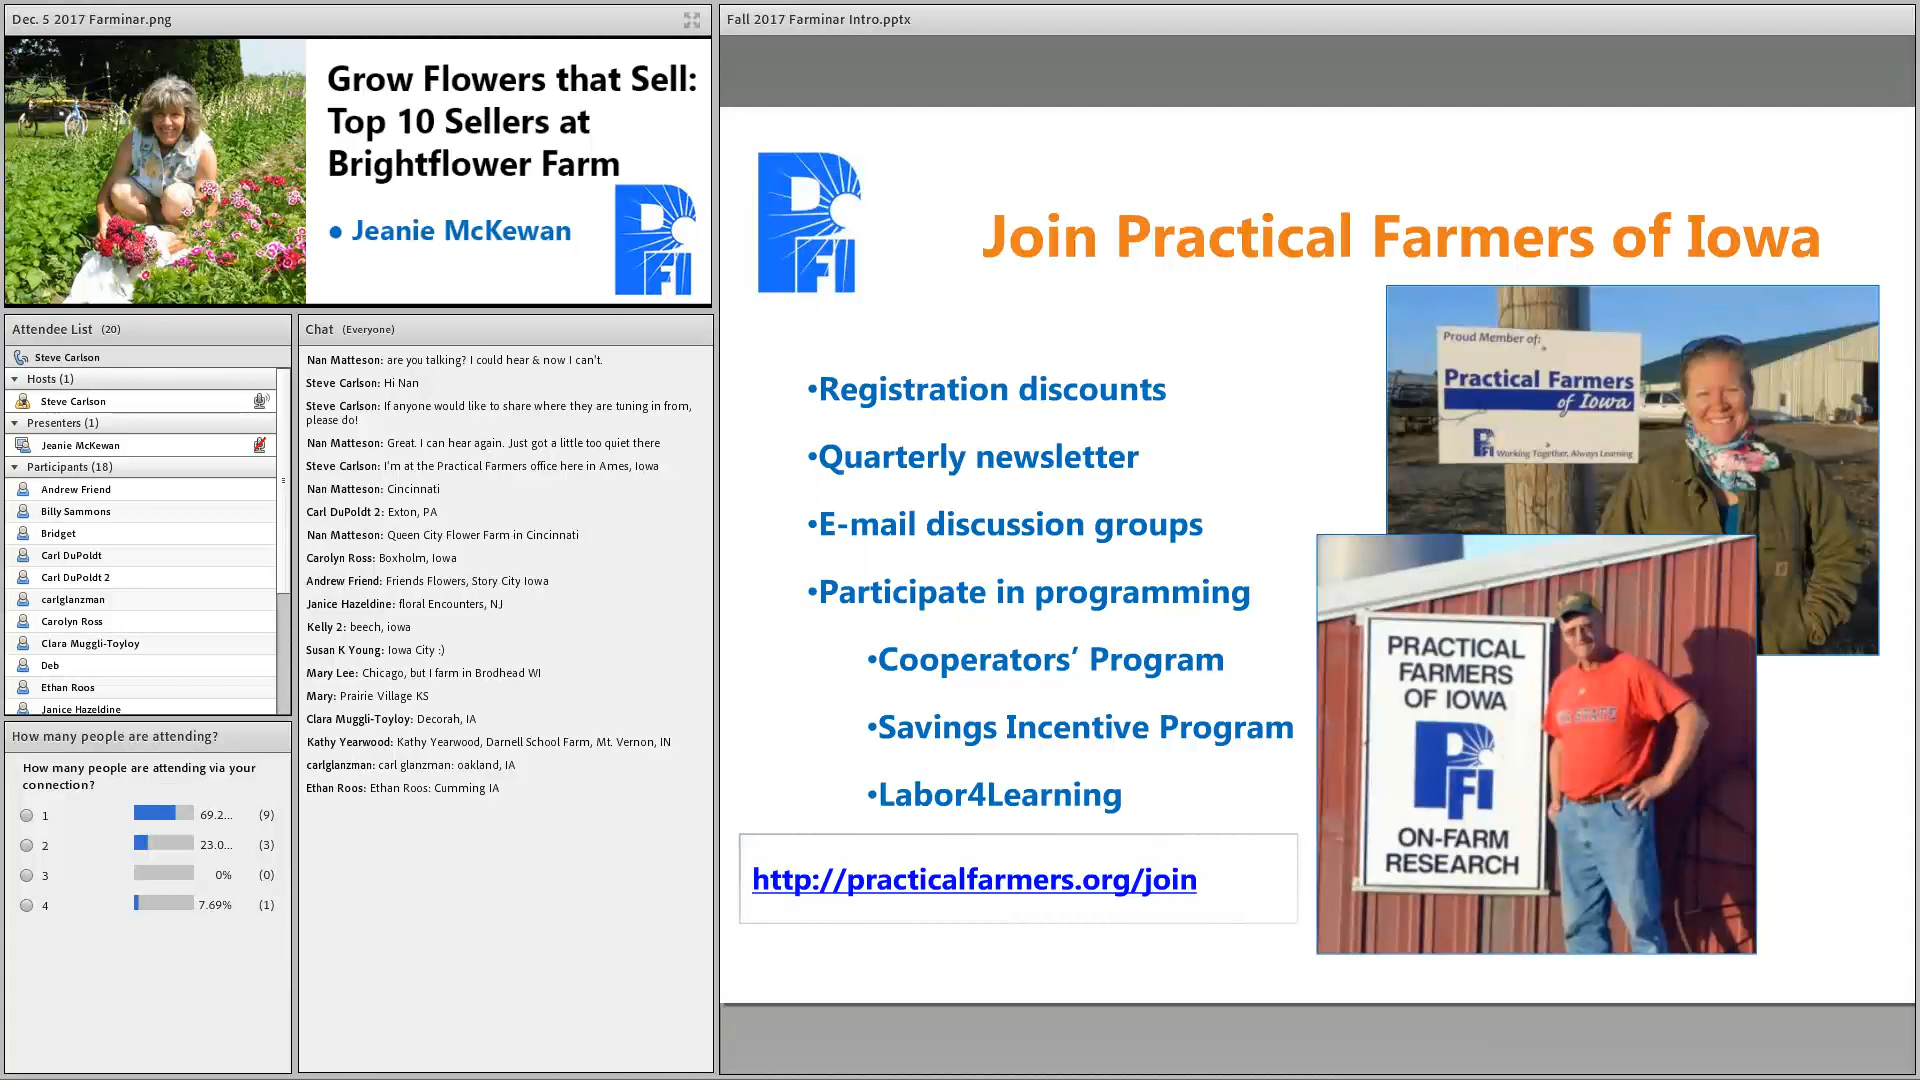 Dec. 5 2017 Farminar.png
Grow Flowers that Sell:
Top 10 Sellers at
Brightflower Farm
• Jeanie McKewan
Attendee List (20)
Steve Carlson
Hosts (1)
Steve Carlson
Presenters (1)
Jeanie McKewan
Participants (18)
Andrew Friend
Billy Sammons
Bridget
Carl DuPoldt
Carl DuPoldt 2
carlglanzman
Carolyn Ross
Clara Muggli-Toyloy
Deb
Ethan Roos
Janice Hazeldine
How many people are attending?
How many people are attending via your
connection?
1 69.2... (9)
2 23.0... (3)
3 0% (0)
4 7.69% (1)
Chat (Everyone)
Nan Matteson: are you talking? I could hear & now I can't.
Steve Carlson: Hi Nan
Steve Carlson: If anyone would like to share where they are tuning in from,
please do!
Nan Matteson: Great. I can hear again. Just got a little too quiet there
Steve Carlson: I'm at the Practical Farmers office here in Ames, Iowa
Nan Matteson: Cincinnati
Carl DuPoldt 2: Exton, PA
Nan Matteson: Queen City Flower Farm in Cincinnati
Carolyn Ross: Boxholm, Iowa
Andrew Friend: Friends Flowers, Story City Iowa
Janice Hazeldine: floral Encounters, NJ
Kelly 2: beech, iowa
Susan K Young: Iowa City :)
Mary Lee: Chicago, but I farm in Brodhead WI
Mary: Prairie Village KS
Clara Muggli-Toyloy: Decorah, IA
Kathy Yearwood: Kathy Yearwood, Darnell School Farm, Mt. Vernon, IN
carlglanzman: carl glanzman: oakland, IA
Ethan Roos: Ethan Roos: Cumming IA
Fall 2017 Farminar Intro.pptx
PFI
Join Practical Farmers of Iowa
•Registration discounts
•Quarterly newsletter
•E-mail discussion groups
•Participate in programming
•Cooperators’ Program
•Savings Incentive Program
•Labor4Learning
http://practicalfarmers.org/join
Proud Member of:
Practical Farmers
of Iowa
Working Together, Always Learning
PRACTICAL
FARMERS
OF IOWA
PFI
ON-FARM
RESEARCH